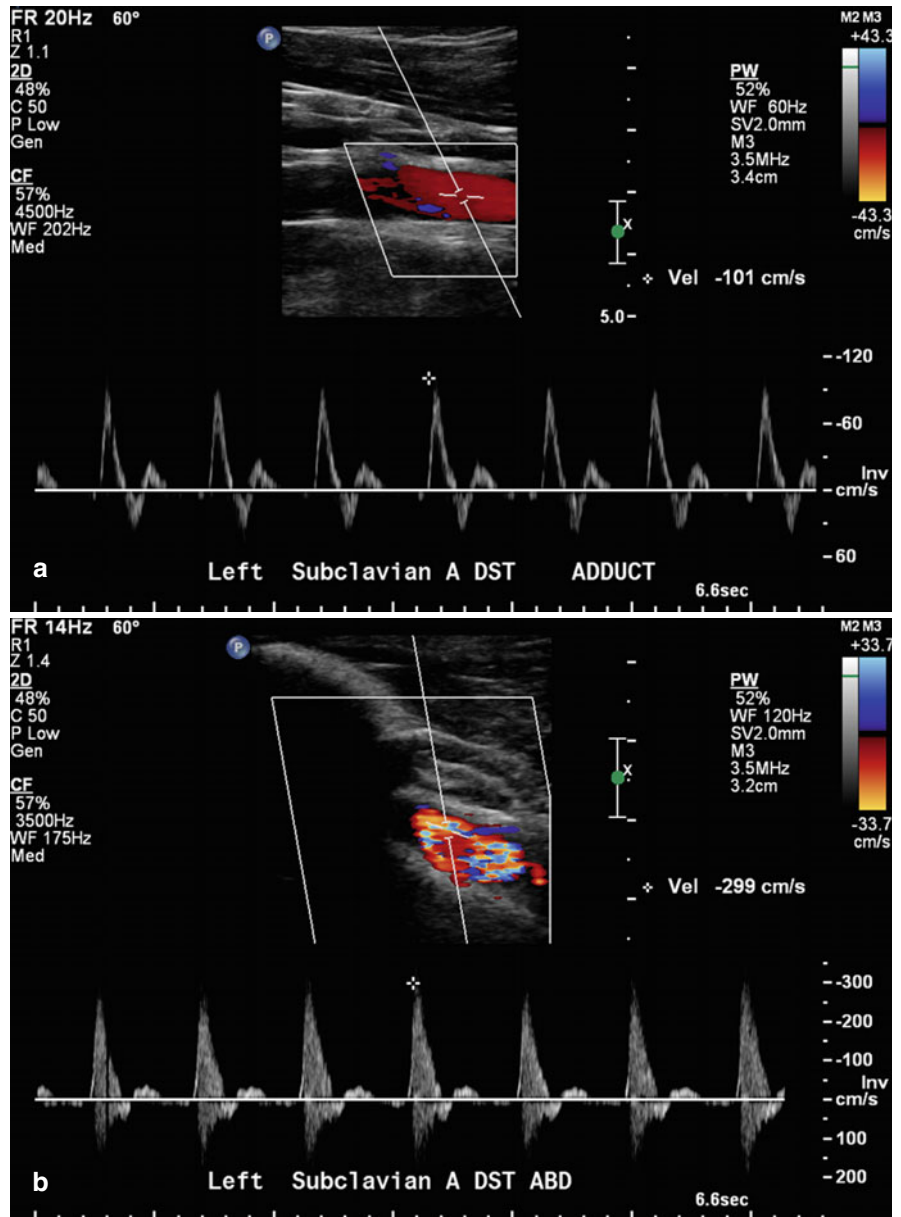 FR 20Hz 60°
R1
Z 1.1
2D
48%
C 50
P Low
Gen
CF
57%
4500Hz
WF 202Hz
Med
P
M2 M3
+43.3
PW
52%
WF 60Hz
SV2.0mm
M3
3.5MHz
3.4cm
-43.3
cm/s
X
Vel -101 cm/s
5.0
-120
-60
Inv
cm/s
60
a
Left Subclavian A DST ADDUCT
6.6sec
FR 14Hz 60°
R1
Z 1.4
2D
48%
C 50
P Low
Gen
CF
57%
3500Hz
WF 175Hz
Med
P
M2 M3
+33.7
PW
52%
WF 120Hz
SV2.0mm
M3
3.5MHz
3.2cm
-33.7
cm/s
X
Vel -299 cm/s
-300
-200
-100
Inv
cm/s
100
200
b
Left Subclavian A DST ABD
6.6sec